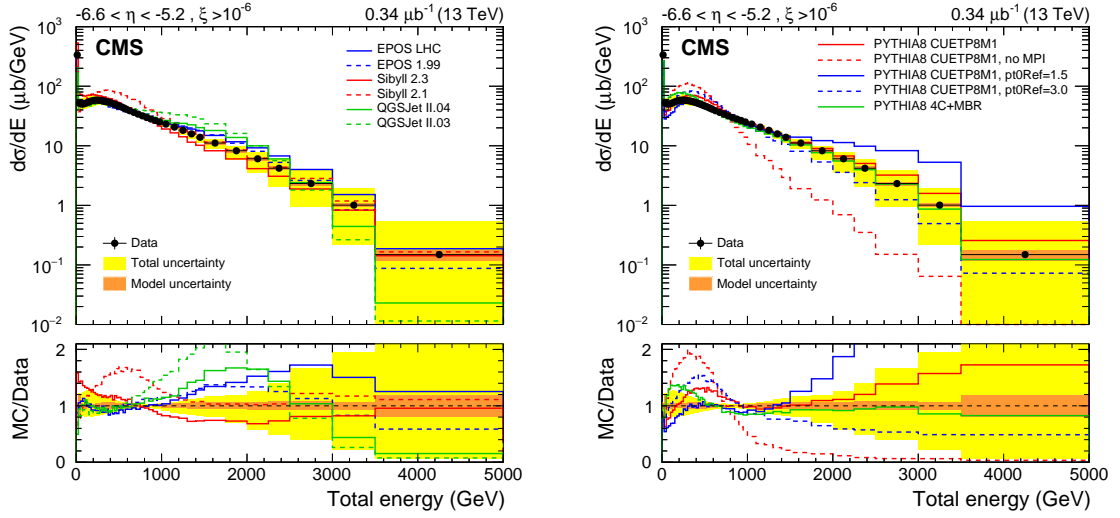 -6.6 < η < -5.2 , ξ >10⁻⁶ 0.34 μb⁻¹ (13 TeV)
CMS
EPOS LHC
EPOS 1.99
Sibyll 2.3
Sibyll 2.1
QGSJet II.04
QGSJet II.03
dσ/dE (μb/GeV)
10³
10²
10
1
10⁻¹
10⁻²
Data
Total uncertainty
Model uncertainty
MC/Data
2
1
0
0 1000 2000 3000 4000 5000
Total energy (GeV)
-6.6 < η < -5.2 , ξ >10⁻⁶ 0.34 μb⁻¹ (13 TeV)
CMS
PYTHIA8 CUETP8M1
PYTHIA8 CUETP8M1, no MPI
PYTHIA8 CUETP8M1, pt0Ref=1.5
PYTHIA8 CUETP8M1, pt0Ref=3.0
PYTHIA8 4C+MBR
dσ/dE (μb/GeV)
10³
10²
10
1
10⁻¹
10⁻²
Data
Total uncertainty
Model uncertainty
MC/Data
2
1
0
0 1000 2000 3000 4000 5000
Total energy (GeV)